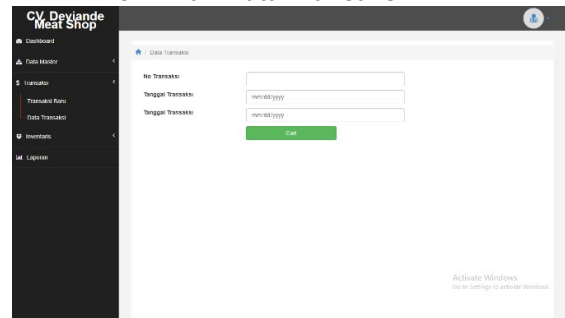 CV. Deviande
Meat Shop
Dashboard
Data Master
Transaksi
Transaksi Baru
Data Transaksi
Inventaris
Laporan
/ Data Transaksi
No Transaksi
Tanggal Transaksi
mm/dd/yyyy
Tanggal Transaksi
mm/dd/yyyy
Cari
Activate Windows
Go to Settings to activate Windows.